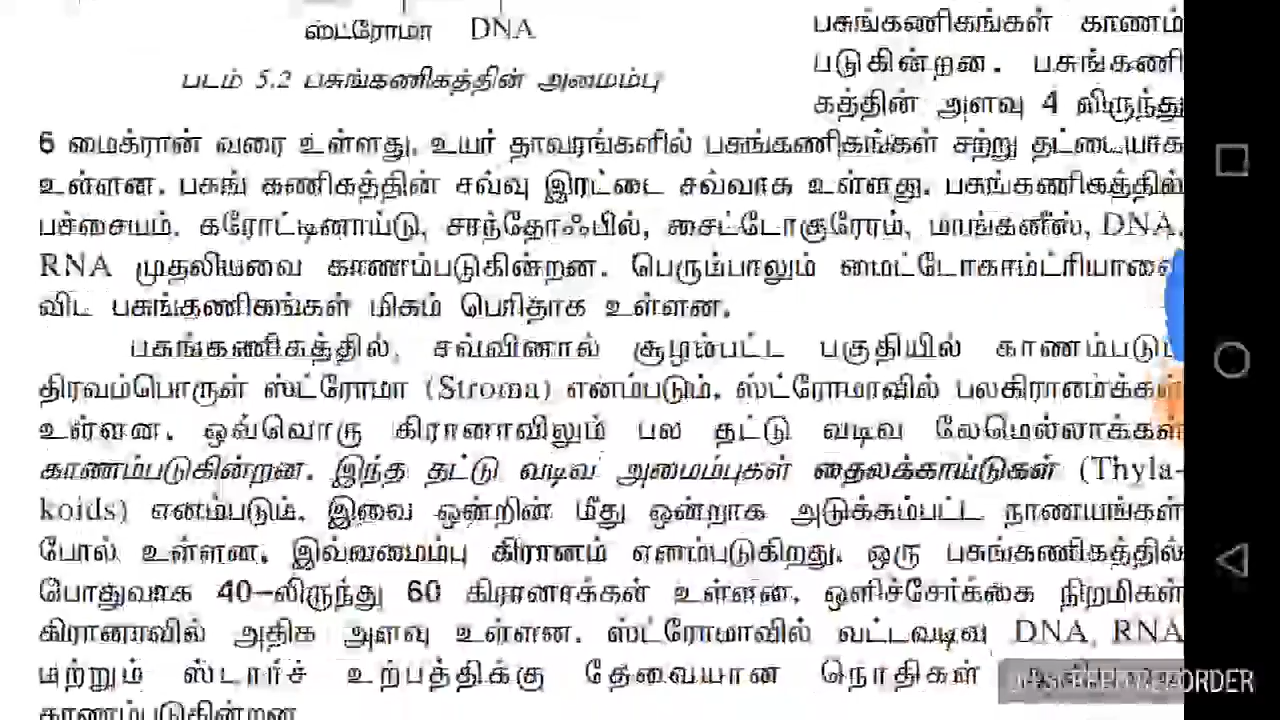 ஸ்ட்ரோமா DNA
படம் 5.2 பசுங்கணிகத்தின் அமைப்பு
பசுங்கணிகங்கள் காணப்
படுகின்றன. பசுங்கணி
கத்தின் அளவு 4 லிருந்து
6 மைக்ரான் வரை உள்ளது. உயர் தாவரங்களில் பசுங்கணிகங்கள் சற்று தட்டையாக
உள்ளன. பசுங் கணிகத்தின் சவ்வு இரட்டை சவ்வாக உள்ளது. பசுங்கணிகத்தில்
பச்சையம், கரோட்டினாய்டு, சாந்தோஃபில், சைட்டோகுரோம், மாங்கனீஸ், DNA,
RNA முதலியவை காணப்படுகின்றன. பெரும்பாலும் மைட்டோகாண்ட்ரியாவை
விட பசுங்கணிகங்கள் மிகப் பெரிதாக உள்ளன.
பசுங்கணிகத்தில், சவ்வினால் சூழப்பட்ட பகுதியில் காணப்படும்
திரவப்பொருள் ஸ்ட்ரோமா (Stroma) எனப்படும். ஸ்ட்ரோமாவில் பலகிரானாக்கள்
உள்ளன. ஒவ்வொரு கிரானாவிலும் பல தட்டு வடிவ லேமெல்லாக்கள்
காணப்படுகின்றன. இந்த தட்டு வடிவ அமைப்புகள் தைலக்காய்டுகள் (Thyla-
koids) எனப்படும். இவை ஒன்றின் மீது ஒன்றாக அடுக்கப்பட்ட நாணயங்கள்
போல் உள்ளன. இவ்வமைப்பு கிரானம் எனப்படுகிறது. ஒரு பசுங்கணிகத்தில்
போதுவாக 40–லிருந்து 60 கிரானாக்கள் உள்ளன. ஒளிச்சேர்க்கை நிறமிகள்
கிரானாவில் அதிக அளவு உள்ளன. ஸ்ட்ரோமாவில் வட்டவடிவ DNA, RNA
மற்றும் ஸ்டார்ச் உற்பத்திக்கு தேவையான நொதிகள்
காணப்படுகின்றன